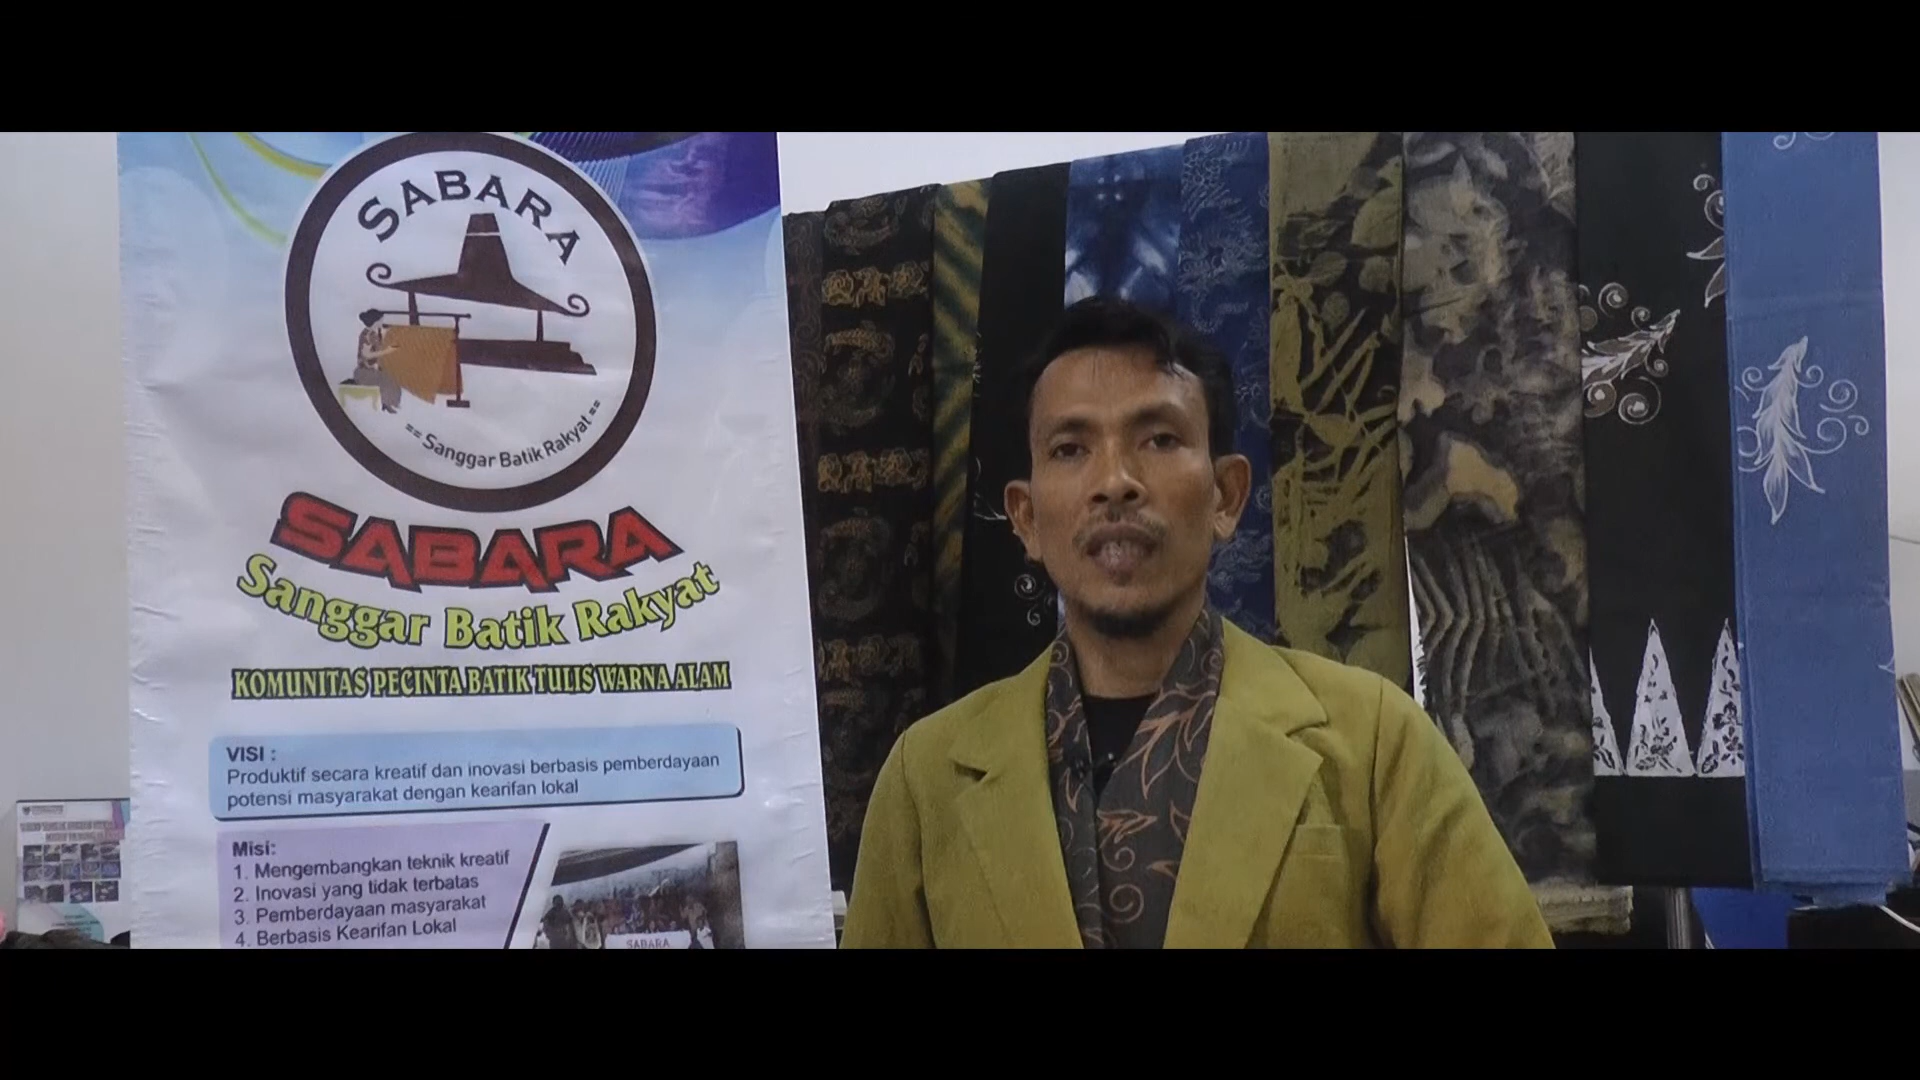 SABARA
== Sanggar Batik Rakyat ==
SABARA
Sanggar Batik Rakyat
KOMUNITAS PECINTA BATIK TULIS WARNA ALAM
VISI :
Produktif secara kreatif dan inovasi berbasis pemberdayaan
potensi masyarakat dengan kearifan lokal
Misi:
1. Mengembangkan teknik kreatif
2. Inovasi yang tidak terbatas
3. Pemberdayaan masyarakat
4. Berbasis Kearifan Lokal
SABARA